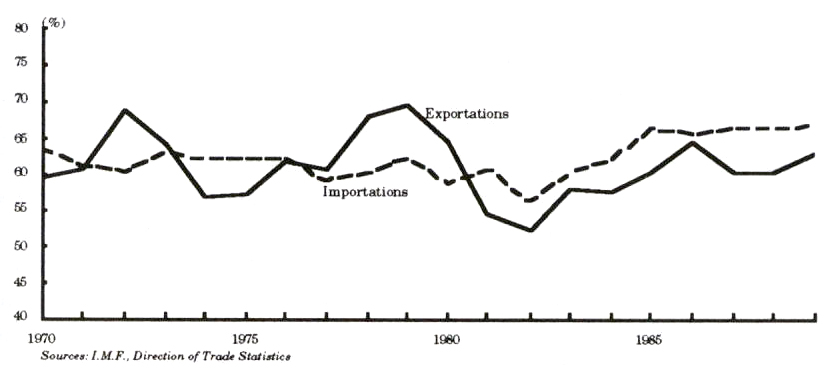 (%)
80
75
70
65
60
55
50
45
40
Exportations
Importations
1970 1975 1980 1985
Sources: I.M.F., Direction of Trade Statistics